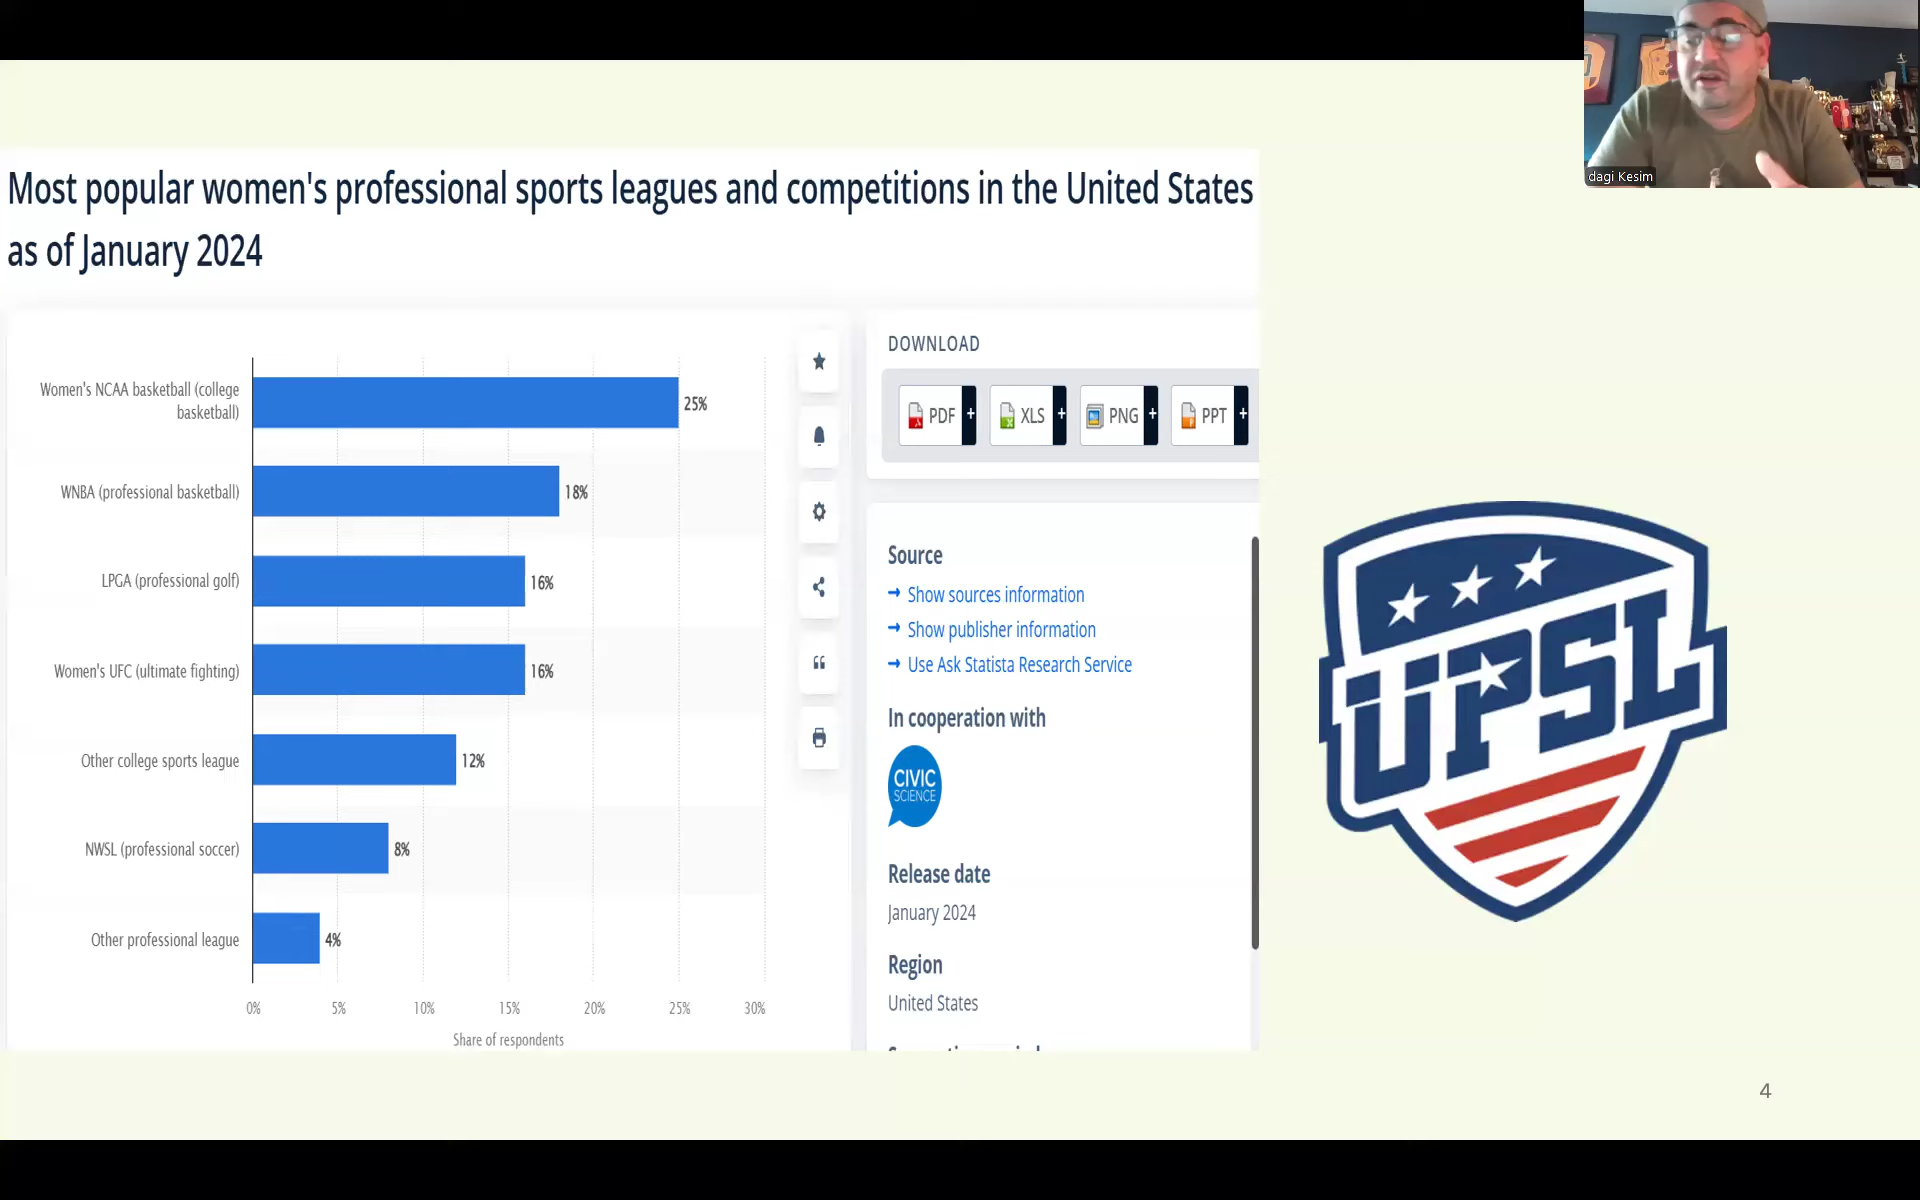 dagi Kesim
Most popular women's professional sports leagues and competitions in the United States
as of January 2024
Women's NCAA basketball (college
basketball)
25%
WNBA (professional basketball)
18%
LPGA (professional golf)
16%
Women's UFC (ultimate fighting)
16%
Other college sports league
12%
NWSL (professional soccer)
8%
Other professional league
4%
0% 5% 10% 15% 20% 25% 30%
Share of respondents
DOWNLOAD
PDF + XLS + PNG + PPT +
Source
→ Show sources information
→ Show publisher information
→ Use Ask Statista Research Service
In cooperation with
CIVIC
SCIENCE
Release date
January 2024
Region
United States
UPSL
4